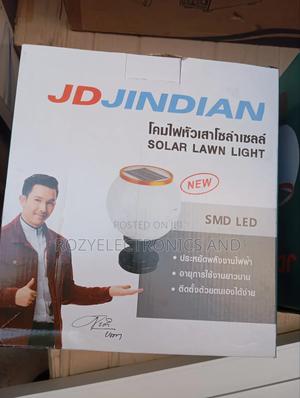 JDJINDIAN
โคมไฟหัวเสาโซล่าเซลล์
SOLAR LAWN LIGHT
NEW
POSTED ON
SMD LED
ROZYELECTRONICS AND
• ประหยัดพลังงานไฟฟ้า
• อายุการใช้งานยาวนาน
• ติดตั้งด้วยตนเองได้ง่าย